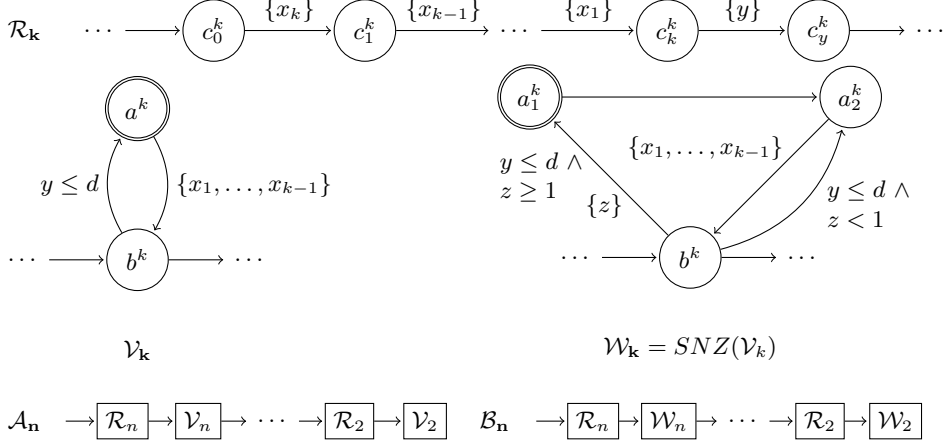 R_k ⋯ c_0^k {x_k} c_1^k {x_{k−1}} ⋯ {x_1} c_k^k {y} c_y^k ⋯
a^k
y ≤ d {x_1, …, x_{k−1}}
⋯ b^k ⋯
V_k
a_1^k a_2^k
y ≤ d ∧
z ≥ 1
{z}
{x_1, …, x_{k−1}}
y ≤ d ∧
z < 1
⋯ b^k ⋯
W_k = SNZ(V_k)
A_n R_n V_n ⋯ R_2 V_2
B_n R_n W_n ⋯ R_2 W_2